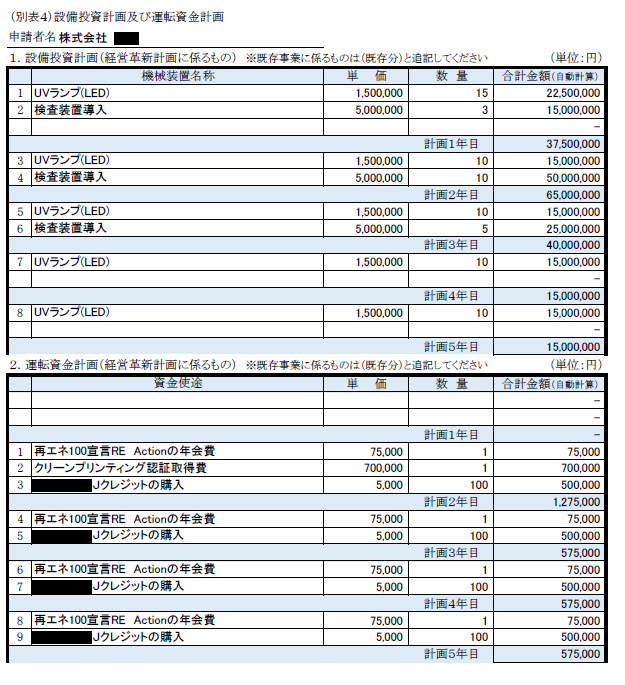 (別表4)設備投資計画及び運転資金計画
申請者名 株式会社
1. 設備投資計画(経営革新計画に係るもの) ※既存事業に係るものは(既存分)と追記してください (単位:円)
機械装置名称 単 価 数 量 合計金額(自動計算)
1 UVランプ(LED) 1,500,000 15 22,500,000
2 検査装置導入 5,000,000 3 15,000,000
–
計画1年目 37,500,000
3 UVランプ(LED) 1,500,000 10 15,000,000
4 検査装置導入 5,000,000 10 50,000,000
計画2年目 65,000,000
5 UVランプ(LED) 1,500,000 10 15,000,000
6 検査装置導入 5,000,000 5 25,000,000
計画3年目 40,000,000
7 UVランプ(LED) 1,500,000 10 15,000,000
–
計画4年目 15,000,000
8 UVランプ(LED) 1,500,000 10 15,000,000
–
計画5年目 15,000,000
2. 運転資金計画(経営革新計画に係るもの) ※既存事業に係るものは(既存分)と追記してください (単位:円)
資金使途 単 価 数 量 合計金額(自動計算)
–
–
計画1年目 –
1 再エネ100宣言RE Actionの年会費 75,000 1 75,000
2 クリーンプリンティング認証取得費 700,000 1 700,000
3 Jクレジットの購入 5,000 100 500,000
計画2年目 1,275,000
4 再エネ100宣言RE Actionの年会費 75,000 1 75,000
5 Jクレジットの購入 5,000 100 500,000
計画3年目 575,000
6 再エネ100宣言RE Actionの年会費 75,000 1 75,000
7 Jクレジットの購入 5,000 100 500,000
計画4年目 575,000
8 再エネ100宣言RE Actionの年会費 75,000 1 75,000
9 Jクレジットの購入 5,000 100 500,000
計画5年目 575,000